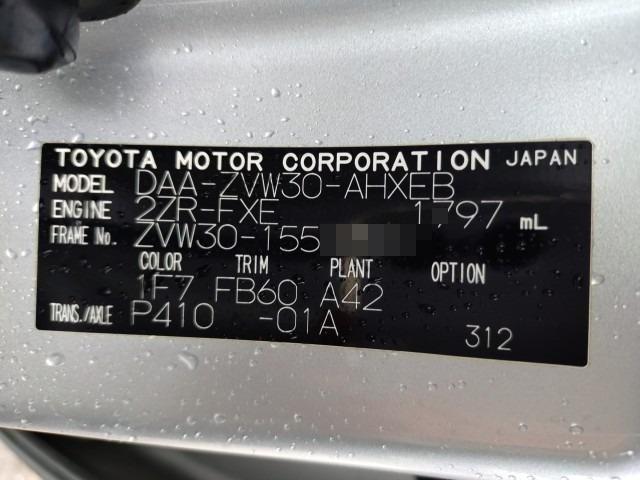 TOYOTA MOTOR CORPORATION JAPAN
MODEL DAA-ZVW30-AHXEB
ENGINE 2ZR-FXE 1797 mL
FRAME No. ZVW30-155
COLOR TRIM PLANT OPTION
1F7 FB60 A42
TRANS./AXLE P410 -01A
312